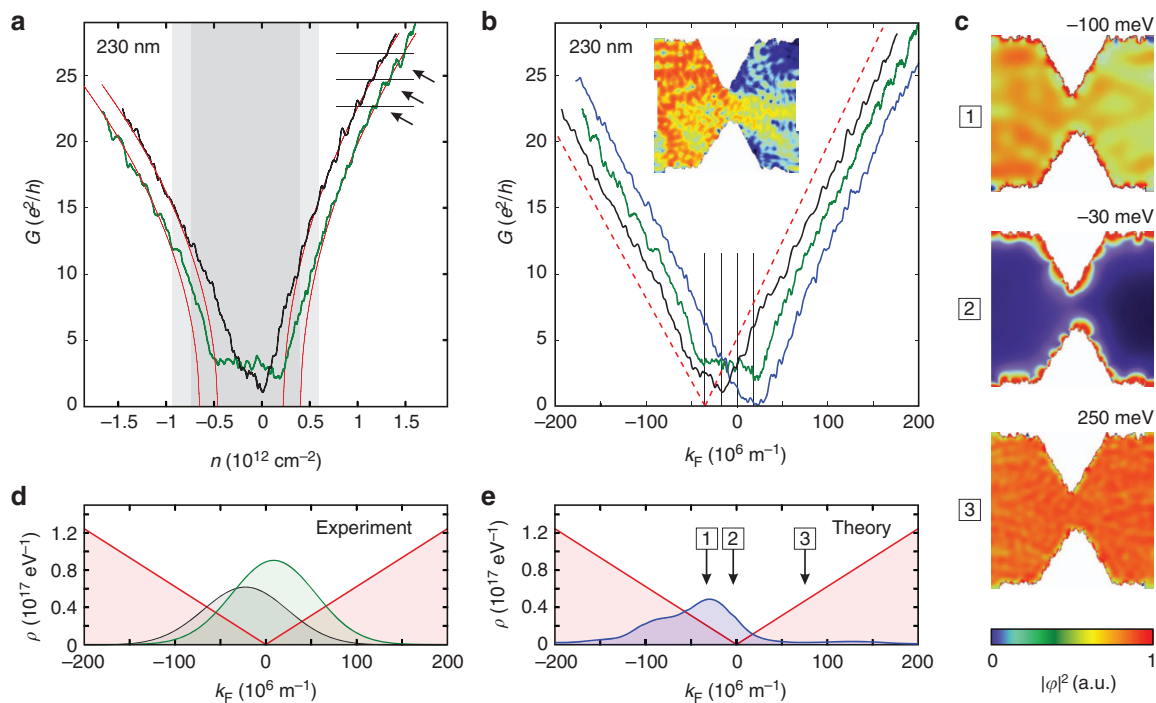 a
230 nm
G (e²/h)
25
20
15
10
5
0
−1.5 −1 −0.5 0 0.5 1 1.5
n (10¹² cm⁻²)
b
230 nm
G (e²/h)
25
20
15
10
5
0
−200 −100 0 100 200
k_F (10⁶ m⁻¹)
c
−100 meV
1
−30 meV
2
250 meV
3
0 1
|φ|² (a.u.)
d
Experiment
ρ (10¹⁷ eV⁻¹)
1.2
0.8
0.4
0
−200 −100 0 100 200
k_F (10⁶ m⁻¹)
e
1 2 3 Theory
ρ (10¹⁷ eV⁻¹)
1.2
0.8
0.4
0
−200 −100 0 100 200
k_F (10⁶ m⁻¹)